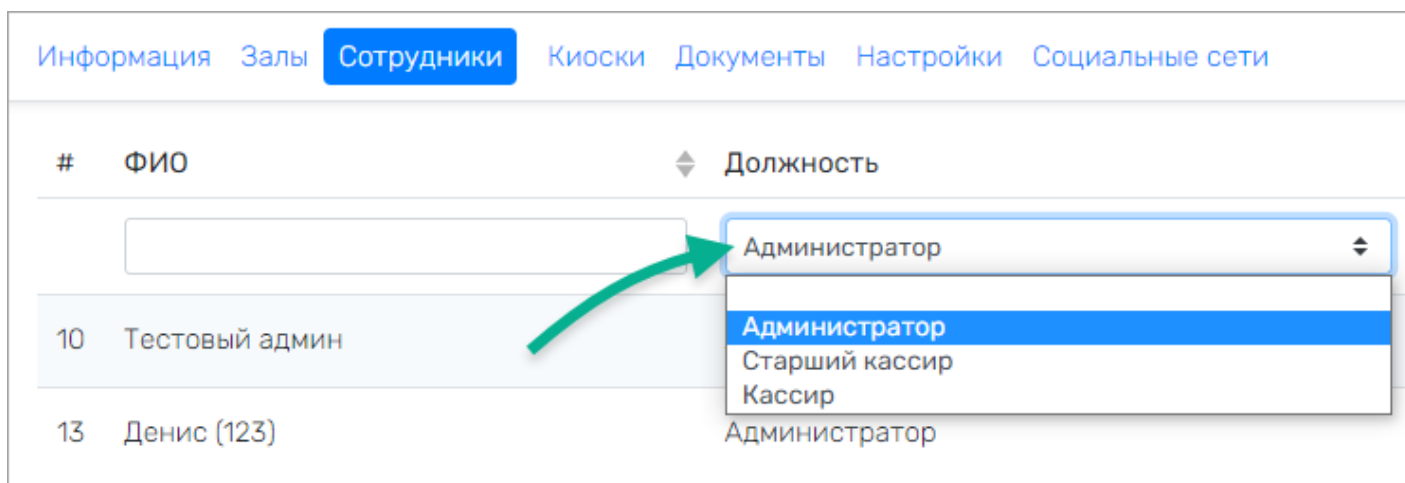 Информация Залы Сотрудники Киоски Документы Настройки Социальные сети
# ФИО Должность
Администратор
Администратор
10 Тестовый админ
Старший кассир
Кассир
13 Денис (123) Администратор